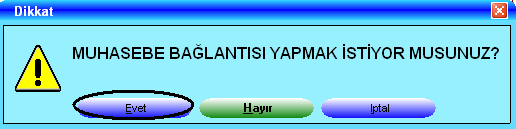 Dikkat
MUHASEBE BAĞLANTISI YAPMAK İSTİYOR MUSUNUZ?
Evet Hayır Iptal